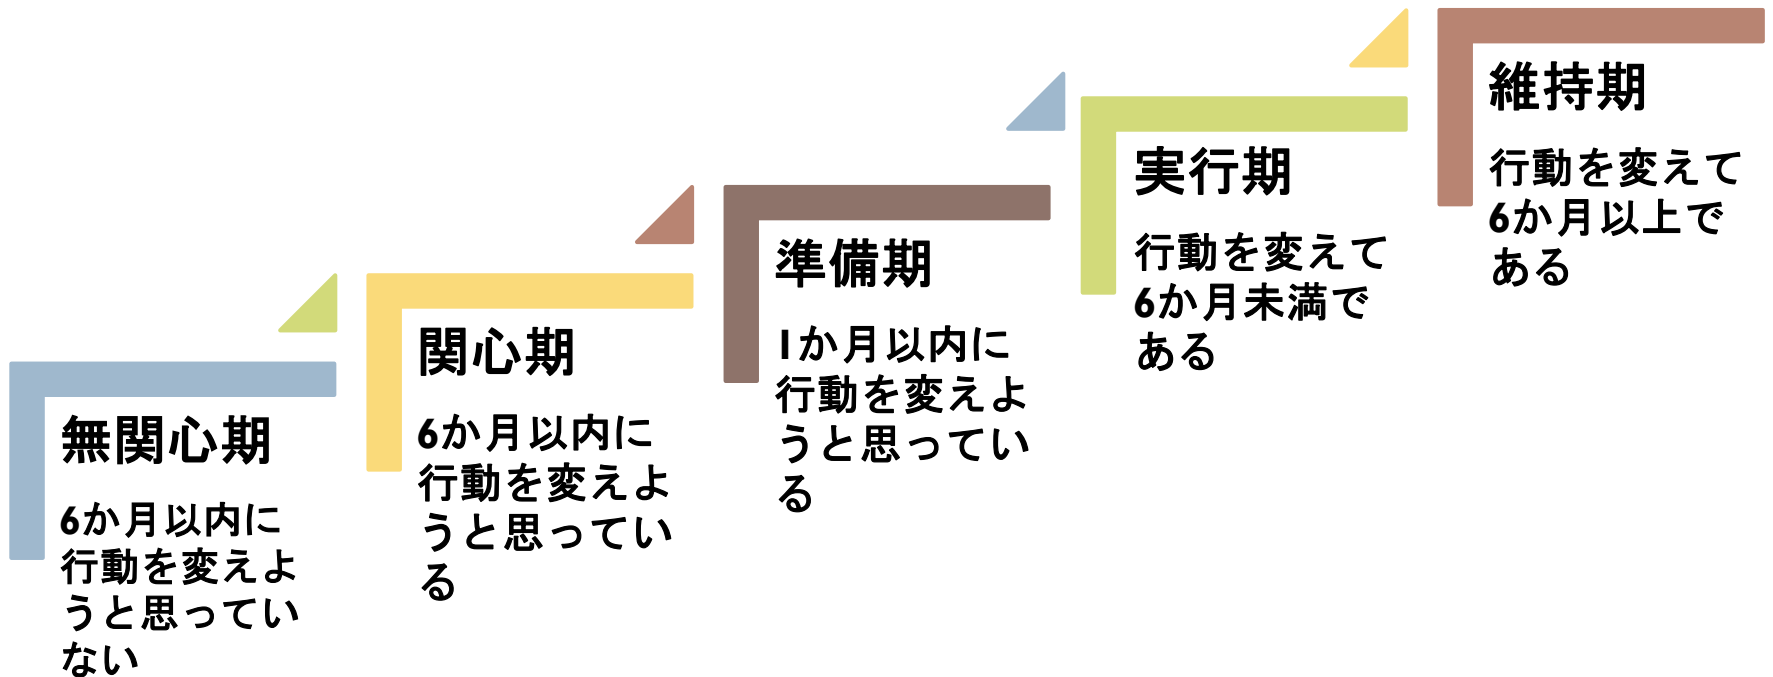 無関心期
6か月以内に
行動を変えよ
うと思ってい
ない
関心期
6か月以内に
行動を変えよ
うと思ってい
る
準備期
1か月以内に
行動を変えよ
うと思ってい
る
実行期
行動を変えて
6か月未満で
ある
維持期
行動を変えて
6か月以上で
ある